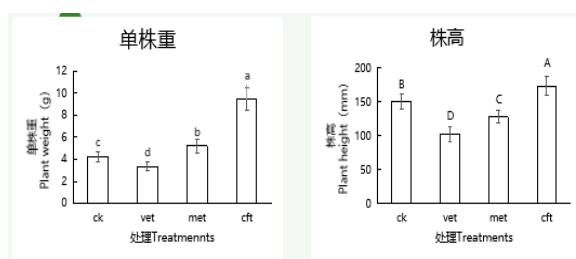 单株重
12
10
8
6
4
2
0
单株重
Plant weight（g）
c
d
b
a
ck vet met cft
处理Treatmennts
株高
200
150
100
50
0
株高
Plant height（mm）
B
D
C
A
ck vet met cft
处理Treatments